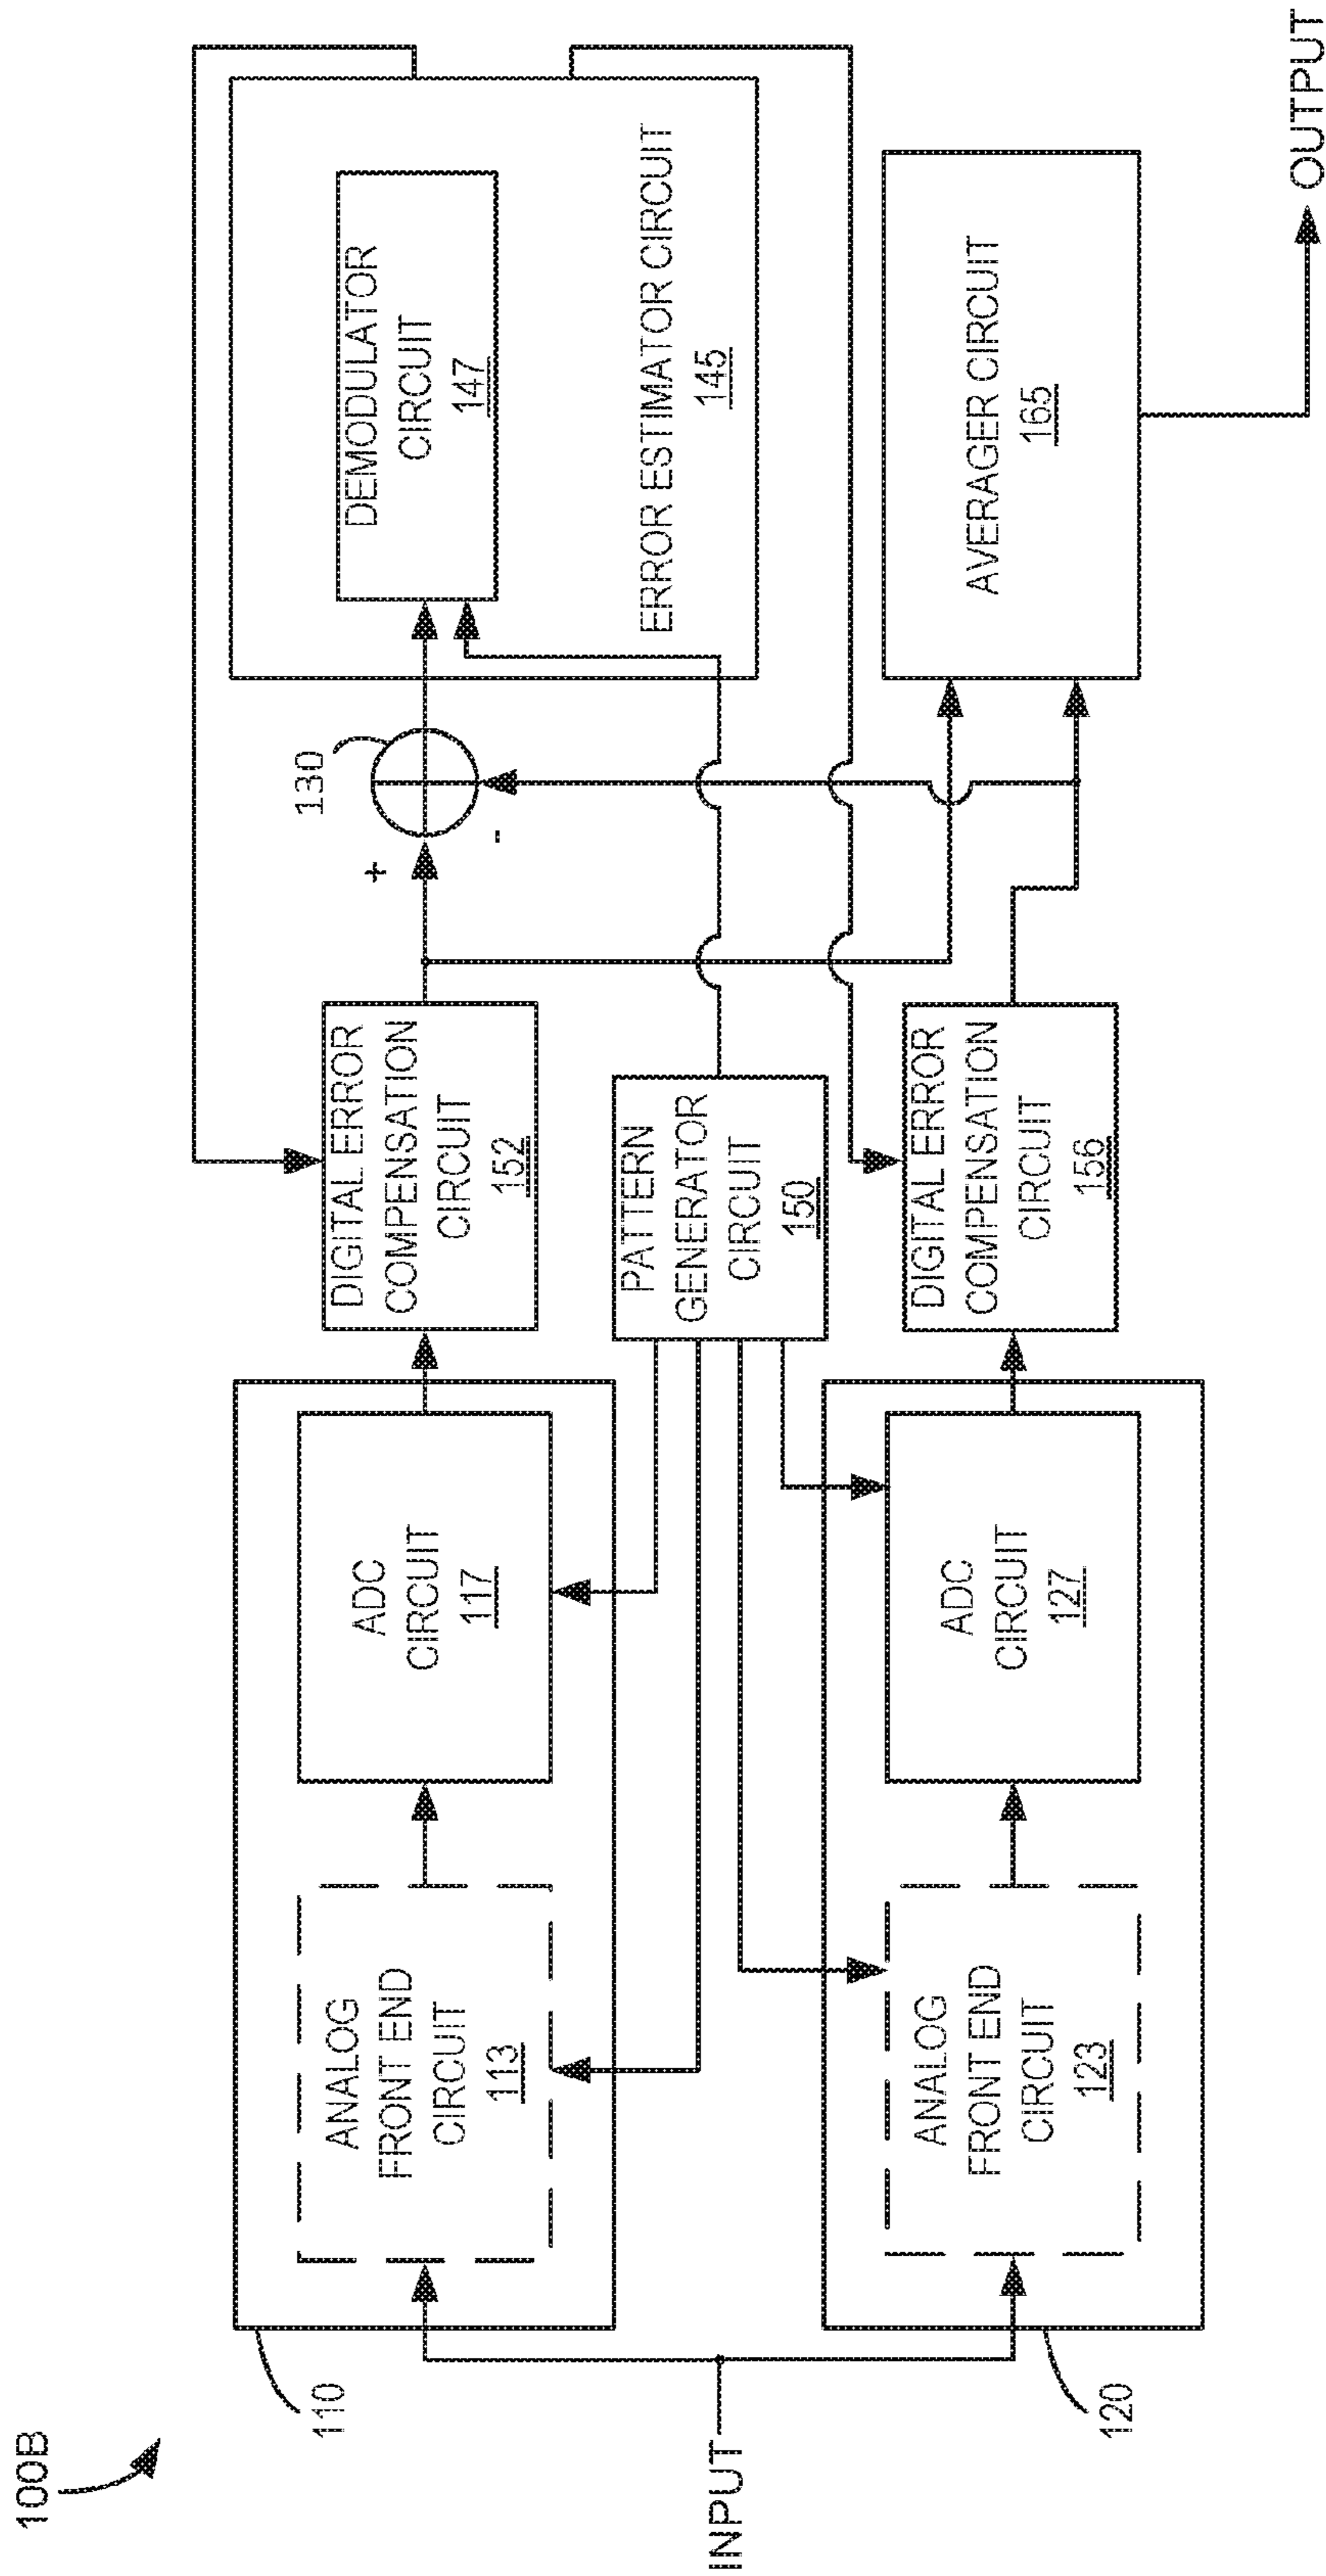 100B
INPUT
110
ANALOG
FRONT END
CIRCUIT
113
ADC
CIRCUIT
117
DIGITAL ERROR
COMPENSATION
CIRCUIT
152
+
-
130
DEMODULATOR
CIRCUIT
147
ERROR ESTIMATOR CIRCUIT
145
PATTERN
GENERATOR
CIRCUIT
150
120
ANALOG
FRONT END
CIRCUIT
123
ADC
CIRCUIT
127
DIGITAL ERROR
COMPENSATION
CIRCUIT
156
AVERAGER CIRCUIT
165
OUTPUT